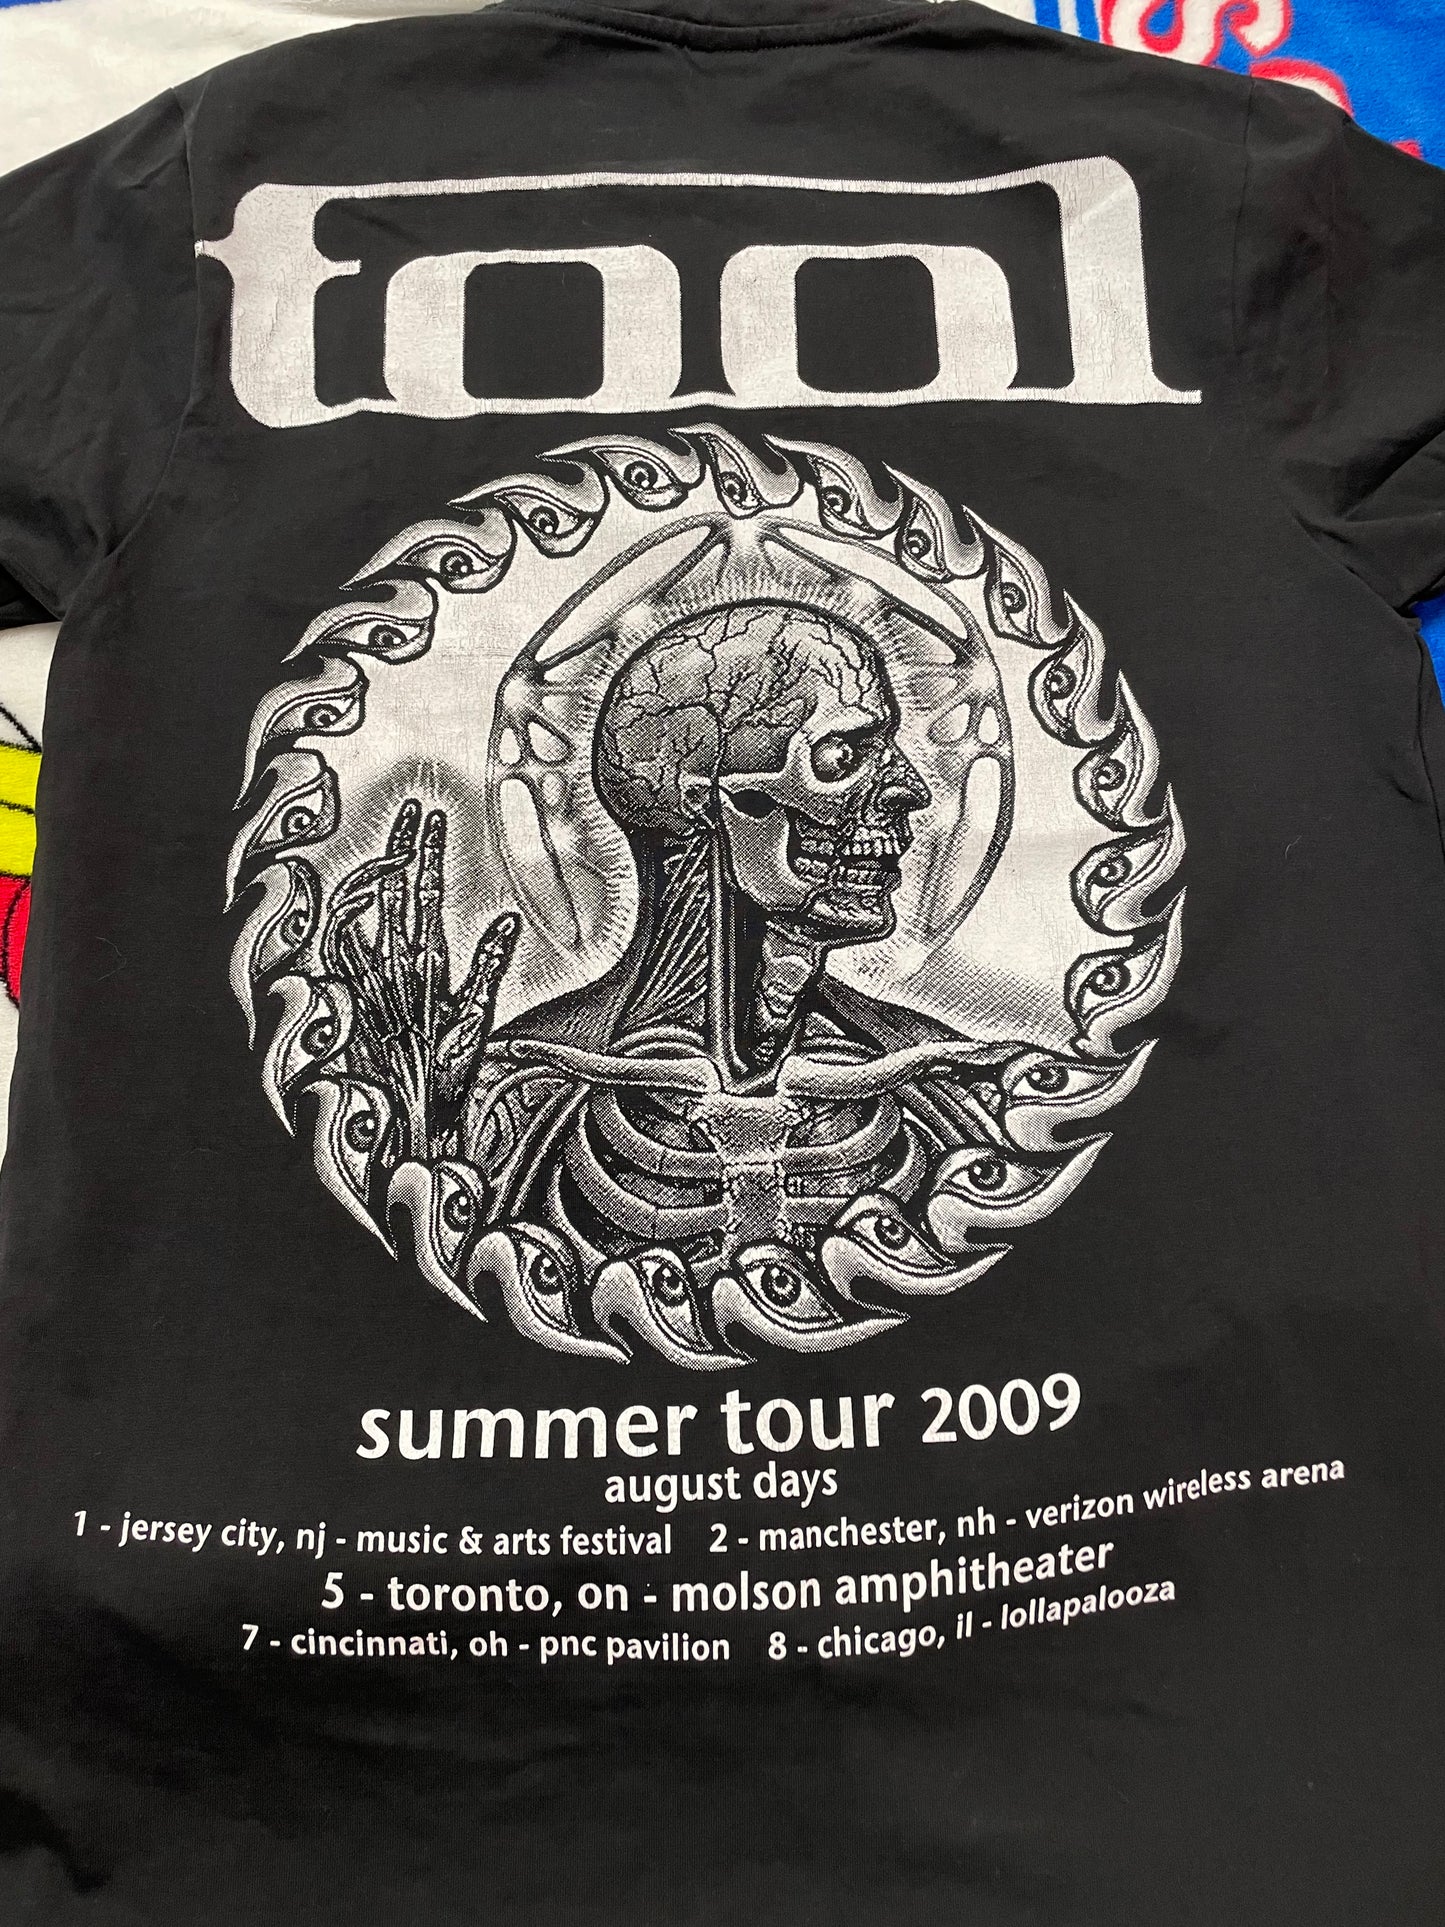 tool
summer tour 2009
august days
1 - jersey city, nj - music & arts festival 2 - manchester, nh - verizon wireless arena
5 - toronto, on - molson amphitheater
7 - cincinnati, oh - pnc pavilion 8 - chicago, il - lollapalooza